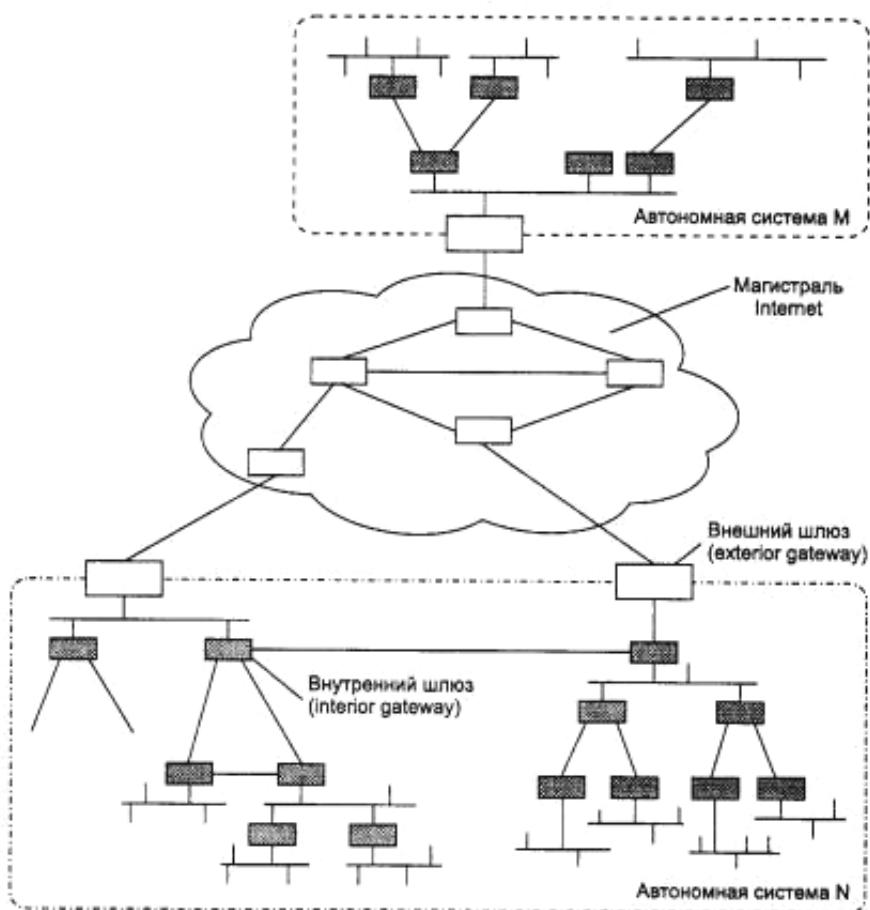 Автономная система M
Магистраль
Internet
Внешний шлюз
(exterior gateway)
Внутренний шлюз
(interior gateway)
Автономная система N